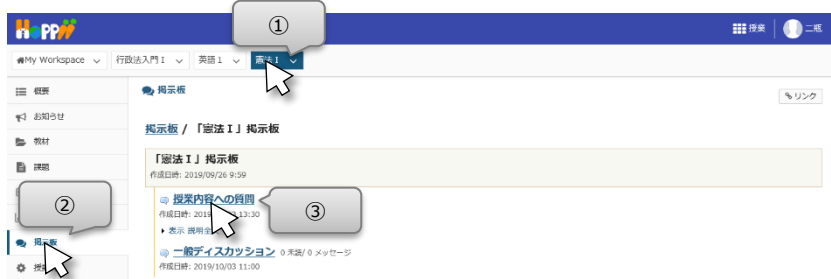 HOPPii
①
授業
二瓶
My Workspace
行政法入門 I
英語 1
憲法 I
概要
お知らせ
教材
課題
掲示板
リンク
掲示板 / 「憲法 I 」掲示板
「憲法 I 」掲示板
作成日時: 2019/09/26 9:59
②
授業内容への質問
③
作成日時: 13:30
表示 説明全
掲示板
一般ディスカッション 0 未読/ 0 メッセージ
作成日時: 2019/10/03 11:00